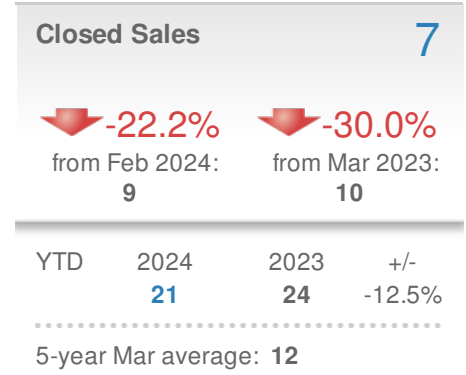 Closed Sales 7
-22.2% -30.0%
from Feb 2024: from Mar 2023:
9 10
YTD 2024 2023 +/-
21 24 -12.5%
5-year Mar average: 12